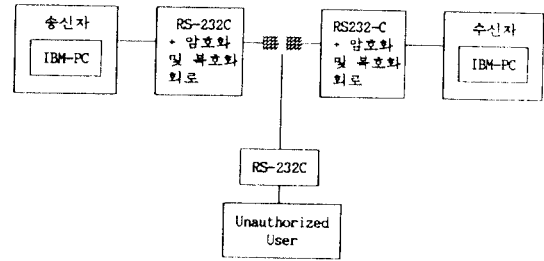 송신자
IBM-PC
RS-232C
+ 암호화
및 복호화
회로
RS232-C
+ 암호화
및 복호화
회로
수신자
IBM-PC
RS-232C
Unauthorized
User